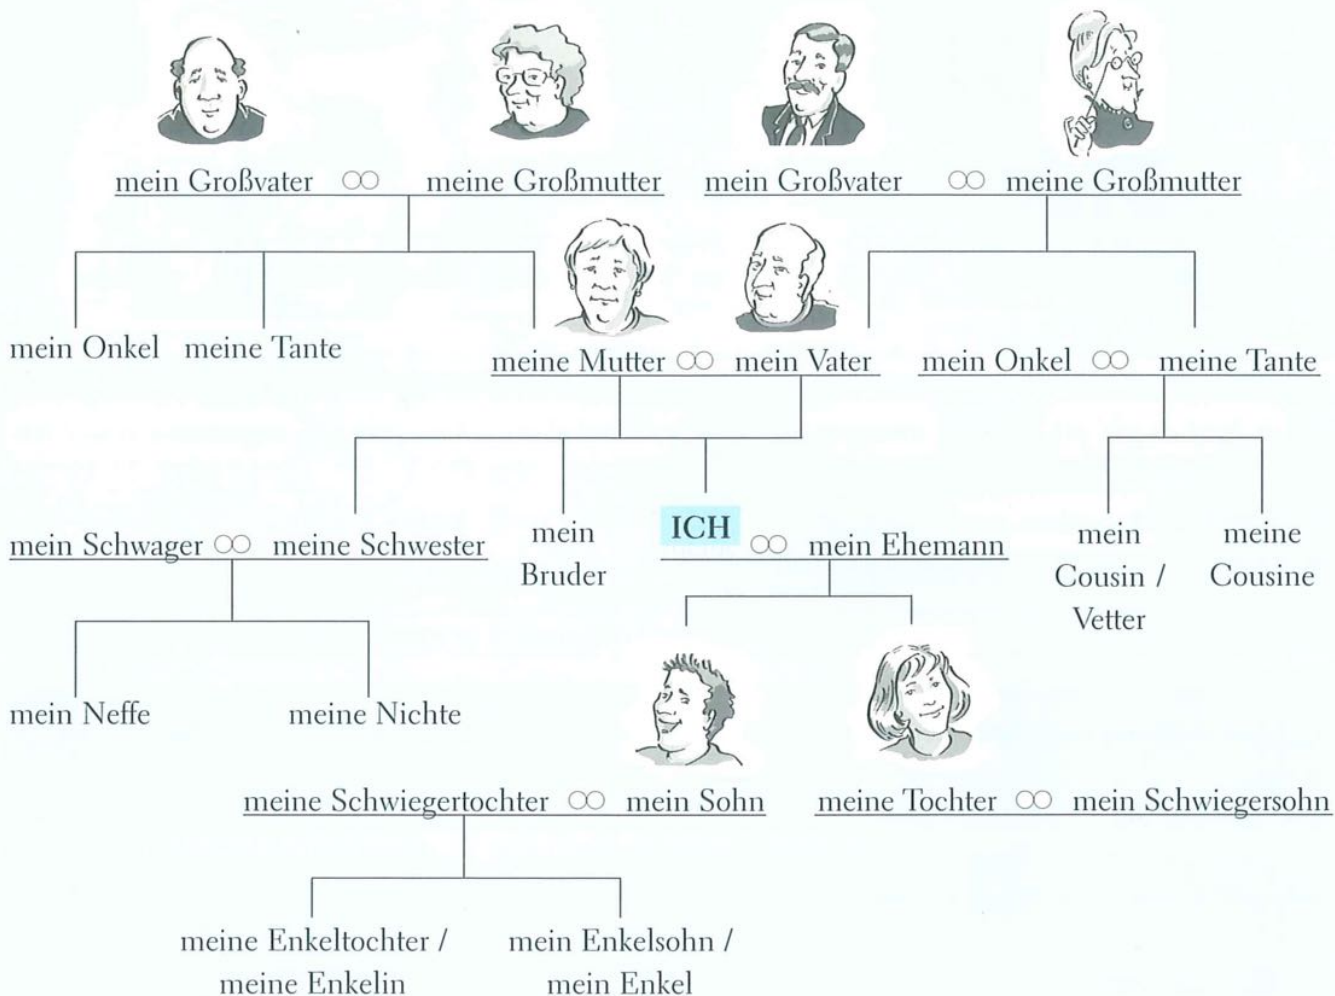 mein Großvater ∞ meine Großmutter mein Großvater ∞ meine Großmutter
mein Onkel meine Tante
meine Mutter ∞ mein Vater mein Onkel ∞ meine Tante
mein Schwager ∞ meine Schwester
mein
Bruder
ICH
∞ mein Ehemann
mein
Cousin /
Vetter
meine
Cousine
mein Neffe meine Nichte
meine Schwiegertochter ∞ mein Sohn meine Tochter ∞ mein Schwiegersohn
meine Enkeltochter /
meine Enkelin
mein Enkelsohn /
mein Enkel